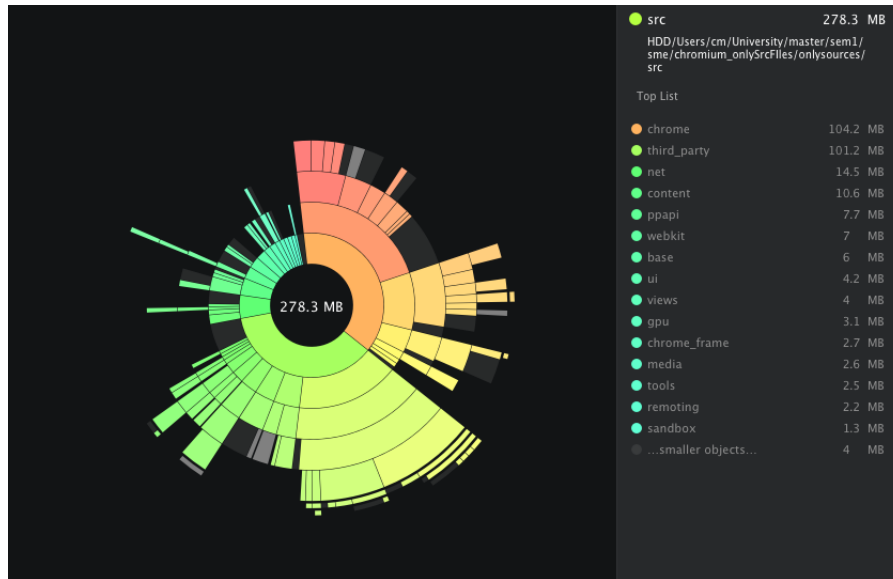 src 278.3 MB
HDD/Users/cm/University/master/sem1/
sme/chromium_onlySrcFIles/onlysources/
src
Top List
chrome 104.2 MB
third_party 101.2 MB
net 14.5 MB
content 10.6 MB
ppapi 7.7 MB
webkit 7 MB
base 6 MB
ui 4.2 MB
views 4 MB
gpu 3.1 MB
chrome_frame 2.7 MB
media 2.6 MB
tools 2.5 MB
remoting 2.2 MB
sandbox 1.3 MB
...smaller objects... 4 MB
278.3 MB